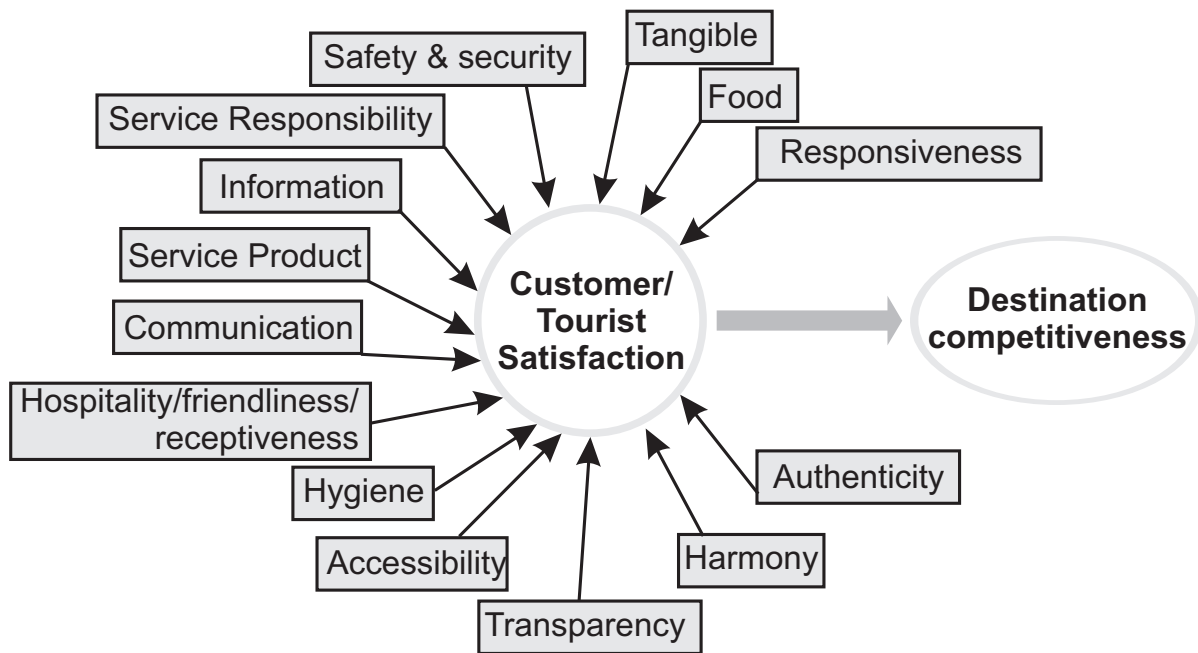 Tangible
Safety & security
Food
Service Responsibility
Responsiveness
Information
Service Product
Communication
Customer/
Tourist
Satisfaction
Destination
competitiveness
Hospitality/friendliness/
receptiveness
Hygiene
Authenticity
Accessibility
Harmony
Transparency